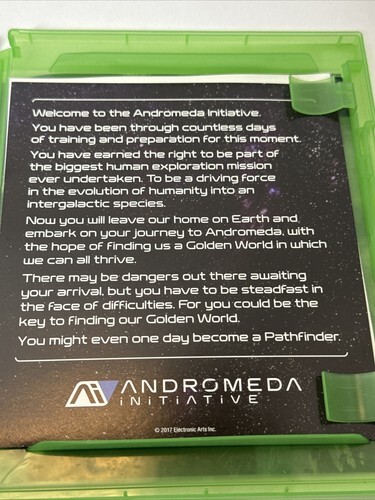 Welcome to the Andromeda Initiative.
You have been through countless days
of training and preparation for this moment.
You have earned the right to be part of
the biggest human exploration mission
ever undertaken. To be a driving force
in the evolution of humanity into an
intergalactic species.
Now you will leave our home on Earth and
embark on your journey to Andromeda, with
the hope of finding us a Golden World in which
we can all thrive.
There may be dangers out there awaiting
your arrival, but you have to be steadfast in
the face of difficulties. For you could be the
key to finding our Golden World.
You might even one day become a Pathfinder.
Ai ANDROMEDA
INITIATIVE
© 2017 Electronic Arts Inc.